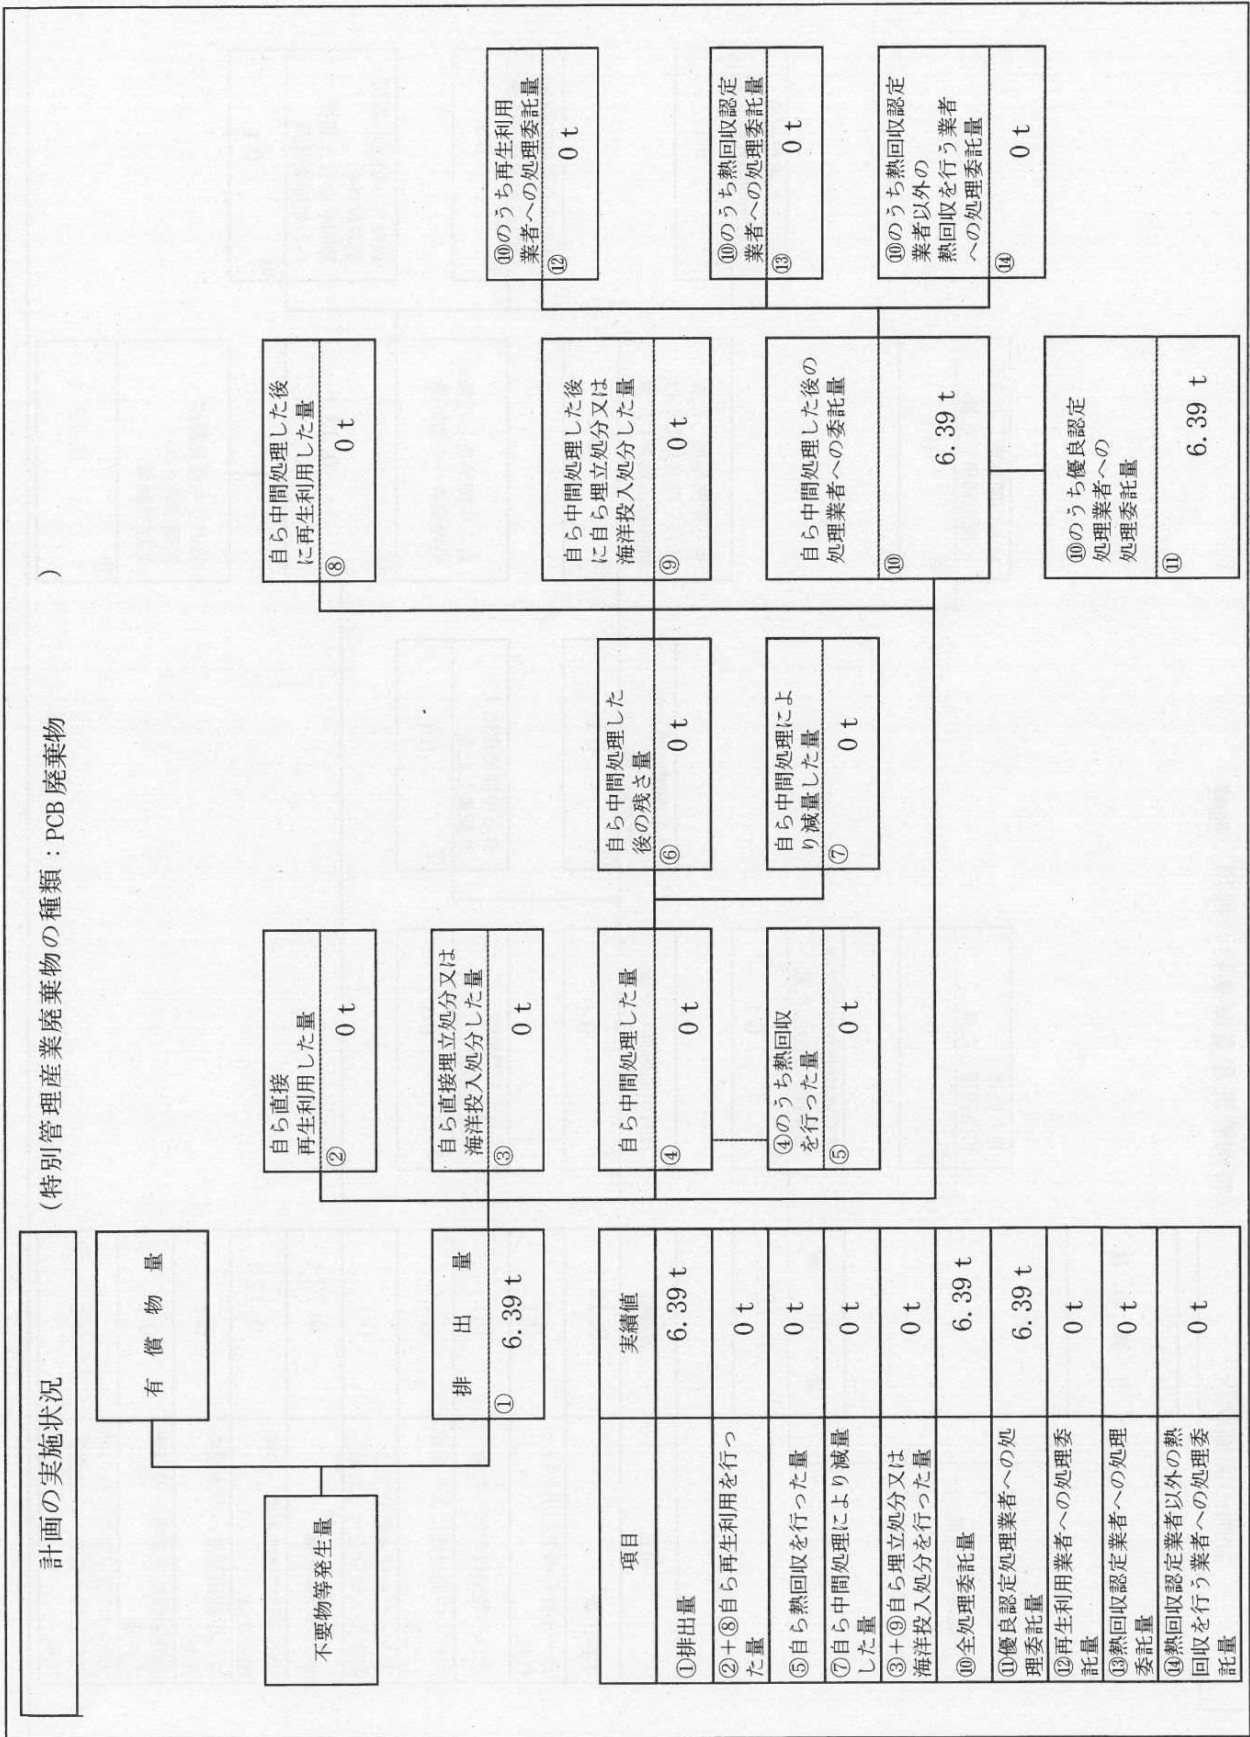 計画の実施状況
(特別管理産業廃棄物の種類：PCB 廃棄物　　　　)
有 償 物 量
不要物等発生量
排 出 量
① 6.39 t
自ら直接
再生利用した量
② 0 t
自ら直接埋立処分又は
海洋投入処分した量
③ 0 t
自ら中間処理した量
④ 0 t
④のうち熱回収
を行った量
⑤ 0 t
自ら中間処理した
後の残さ量
⑥ 0 t
自ら中間処理によ
り減量した量
⑦ 0 t
自ら中間処理した後
に再生利用した量
⑧ 0 t
自ら中間処理した後
に自ら埋立処分又は
海洋投入処分した量
⑨ 0 t
自ら中間処理した後の
処理業者への委託量
⑩ 6.39 t
⑩のうち優良認定
処理業者への
処理委託量
⑪ 6.39 t
⑩のうち再生利用
業者への処理委託量
⑫ 0 t
⑩のうち熱回収認定
業者への処理委託量
⑬ 0 t
⑩のうち熱回収認定
業者以外の
熱回収を行う業者
への処理委託量
⑭ 0 t
項目 実績値
①排出量 6.39 t
②+⑧自ら再生利用を行っ
た量 0 t
⑤自ら熱回収を行った量 0 t
⑦自ら中間処理により減量
した量 0 t
③+⑨自ら埋立処分又は
海洋投入処分を行った量 0 t
⑩全処理委託量 6.39 t
⑪優良認定処理業者への処
理委託量 6.39 t
⑫再生利用業者への処理委
託量 0 t
⑬熱回収認定業者への処理
委託量 0 t
⑭熱回収認定業者以外の熱
回収を行う業者への処理委
託量 0 t